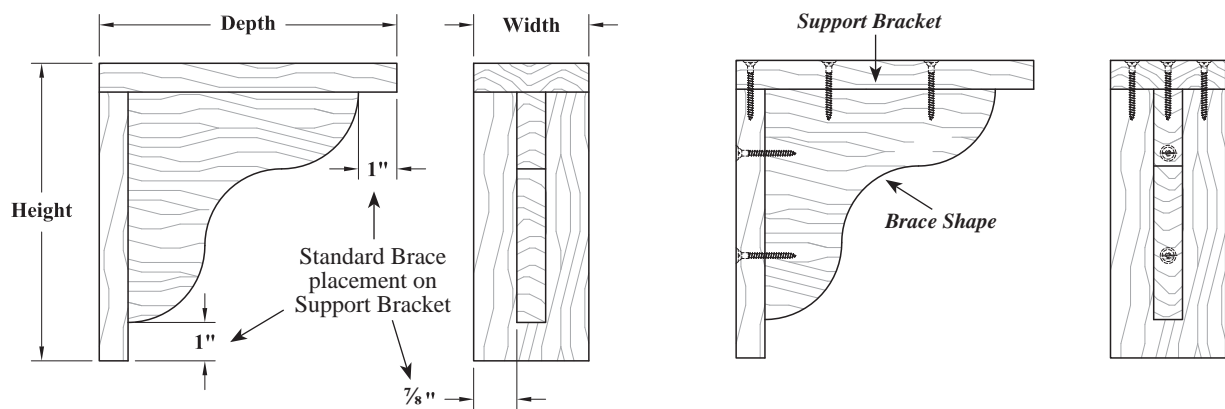 Depth
Width
Support Bracket
Height
1"
Brace Shape
Standard Brace
placement on
Support Bracket
1"
⅞"